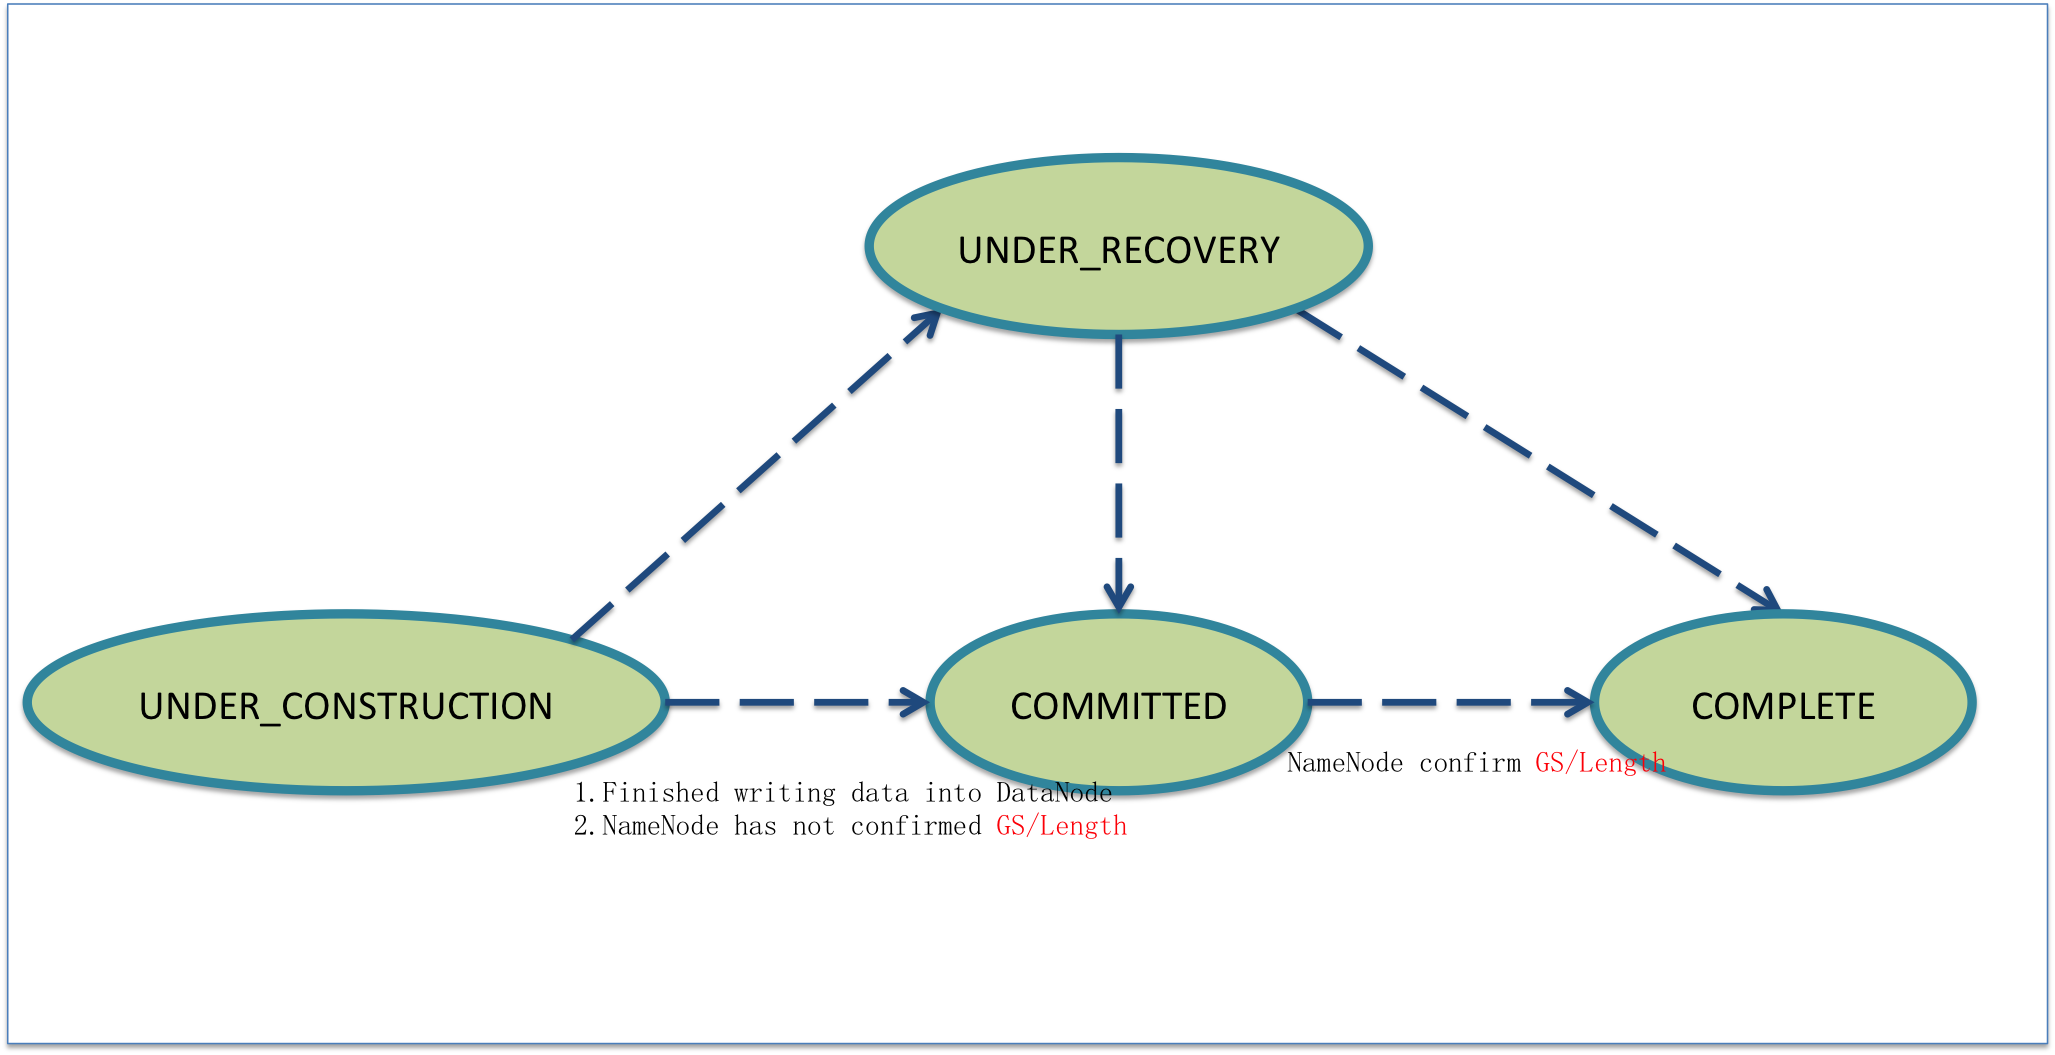 UNDER_RECOVERY
UNDER_CONSTRUCTION
COMMITTED
COMPLETE
NameNode confirm GS/Length
1.Finished writing data into DataNode
2.NameNode has not confirmed GS/Length